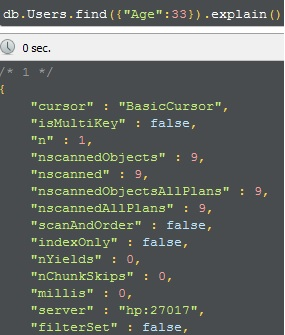 db.Users.find({"Age":33}).explain()
0 sec.
/* 1 */
{
"cursor" : "BasicCursor",
"isMultiKey" : false,
"n" : 1,
"nscannedObjects" : 9,
"nscanned" : 9,
"nscannedObjectsAllPlans" : 9,
"nscannedAllPlans" : 9,
"scanAndOrder" : false,
"indexOnly" : false,
"nYields" : 0,
"nChunkSkips" : 0,
"millis" : 0,
"server" : "hp:27017",
"filterSet" : false,